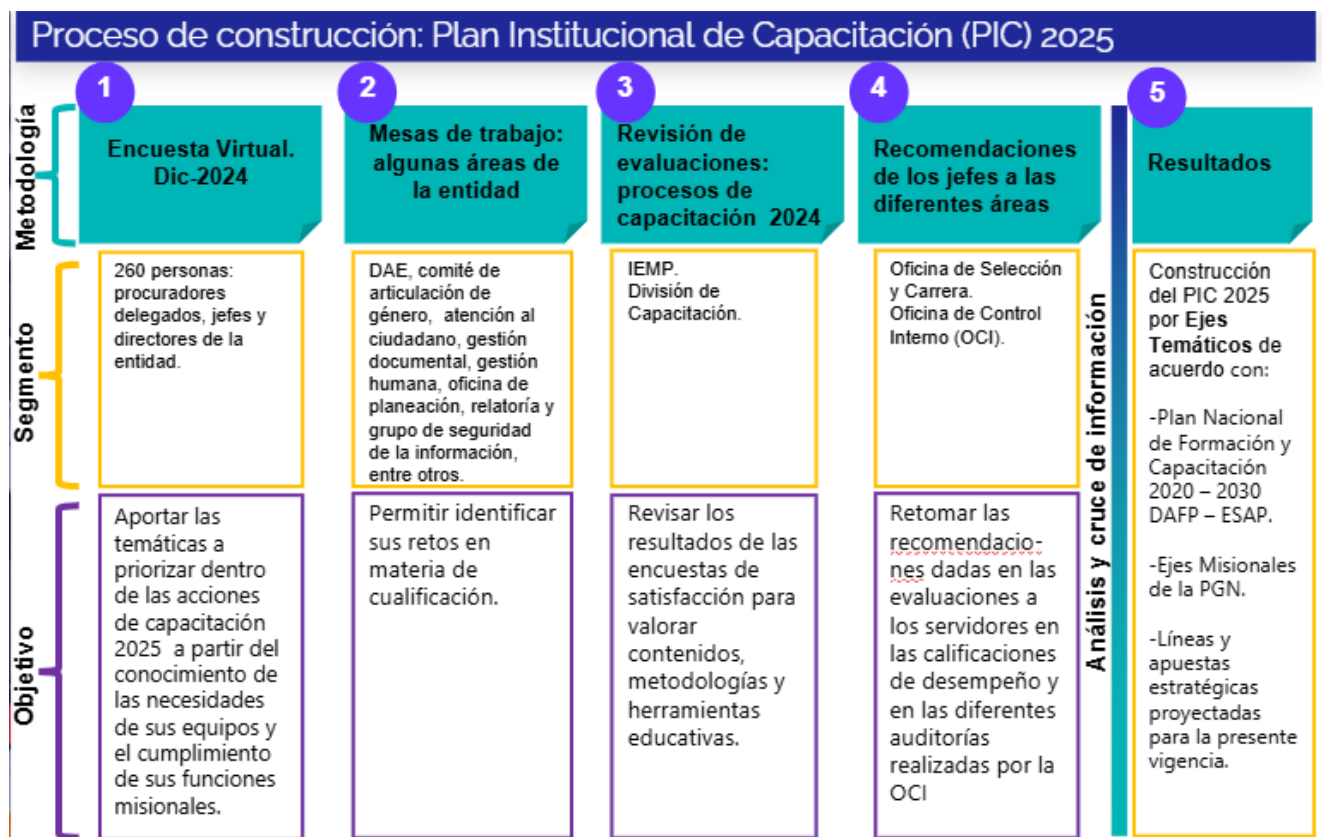 Proceso de construcción: Plan Institucional de Capacitación (PIC) 2025
Metodología
1
Encuesta Virtual.
Dic-2024
2
Mesas de trabajo:
algunas áreas de
la entidad
3
Revisión de
evaluaciones:
procesos de
capacitación 2024
4
Recomendaciones
de los jefes a las
diferentes áreas
5
Resultados
Segmento
260 personas:
procuradores
delegados, jefes y
directores de la
entidad.
DAE, comité de
articulación de
género, atención al
ciudadano, gestión
documental, gestión
humana, oficina de
planeación, relatoría y
grupo de seguridad
de la información,
entre otros.
IEMP.
División de
Capacitación.
Oficina de Selección
y Carrera.
Oficina de Control
Interno (OCI).
Objetivo
Aportar las
temáticas a
priorizar dentro
de las acciones
de capacitación
2025 a partir del
conocimiento de
las necesidades
de sus equipos y
el cumplimiento
de sus funciones
misionales.
Permitir identificar
sus retos en
materia de
cualificación.
Revisar los
resultados de las
encuestas de
satisfacción para
valorar
contenidos,
metodologías y
herramientas
educativas.
Retomar las
recomendacio-
nes dadas en las
evaluaciones a
los servidores en
las calificaciones
de desempeño y
en las diferentes
auditorías
realizadas por la
OCI
Análisis y cruce de información
Construcción
del PIC 2025
por Ejes
Temáticos de
acuerdo con:
-Plan Nacional
de Formación y
Capacitación
2020 – 2030
DAFP – ESAP.
-Ejes Misionales
de la PGN.
-Líneas y
apuestas
estratégicas
proyectadas
para la presente
vigencia.